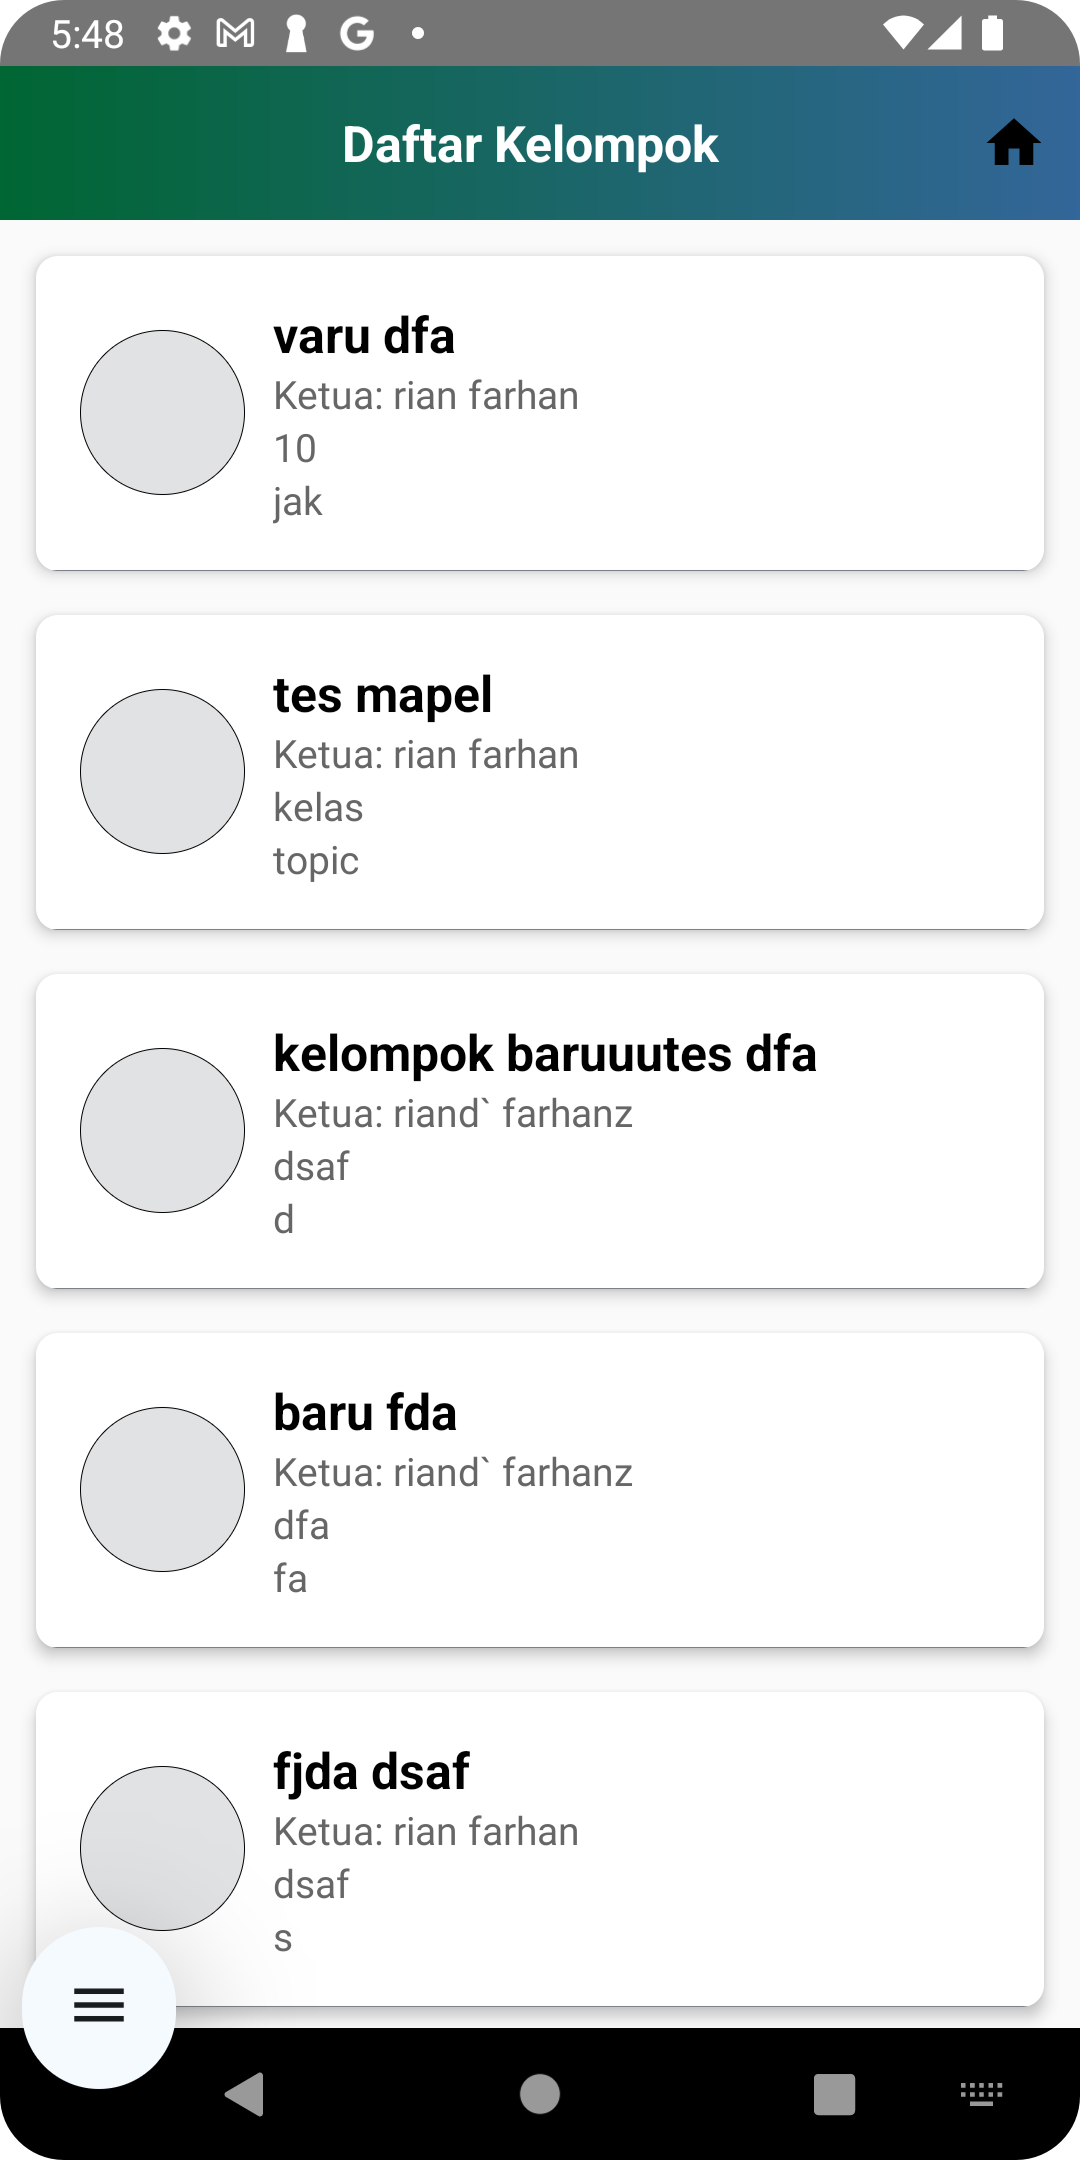 5:48
Daftar Kelompok
varu dfa
Ketua: rian farhan
10
jak
tes mapel
Ketua: rian farhan
kelas
topic
kelompok baruuutes dfa
Ketua: riand` farhanz
dsaf
d
baru fda
Ketua: riand` farhanz
dfa
fa
fjda dsaf
Ketua: rian farhan
dsaf
s